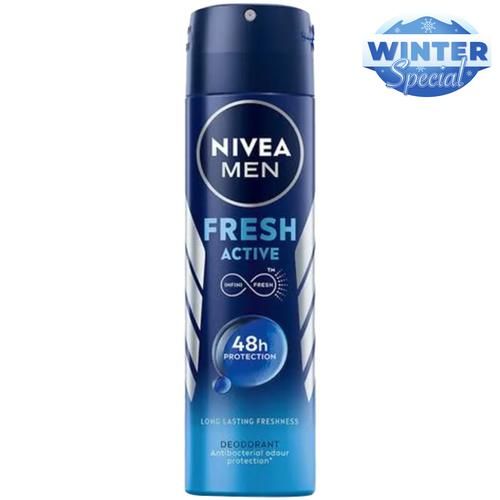 WINTER
Special
NIVEA
MEN
FRESH
ACTIVE
TM
INFINI FRESH
48h
PROTECTION
LONG LASTING FRESHNESS
DEODORANT
Antibacterial odour
protection*